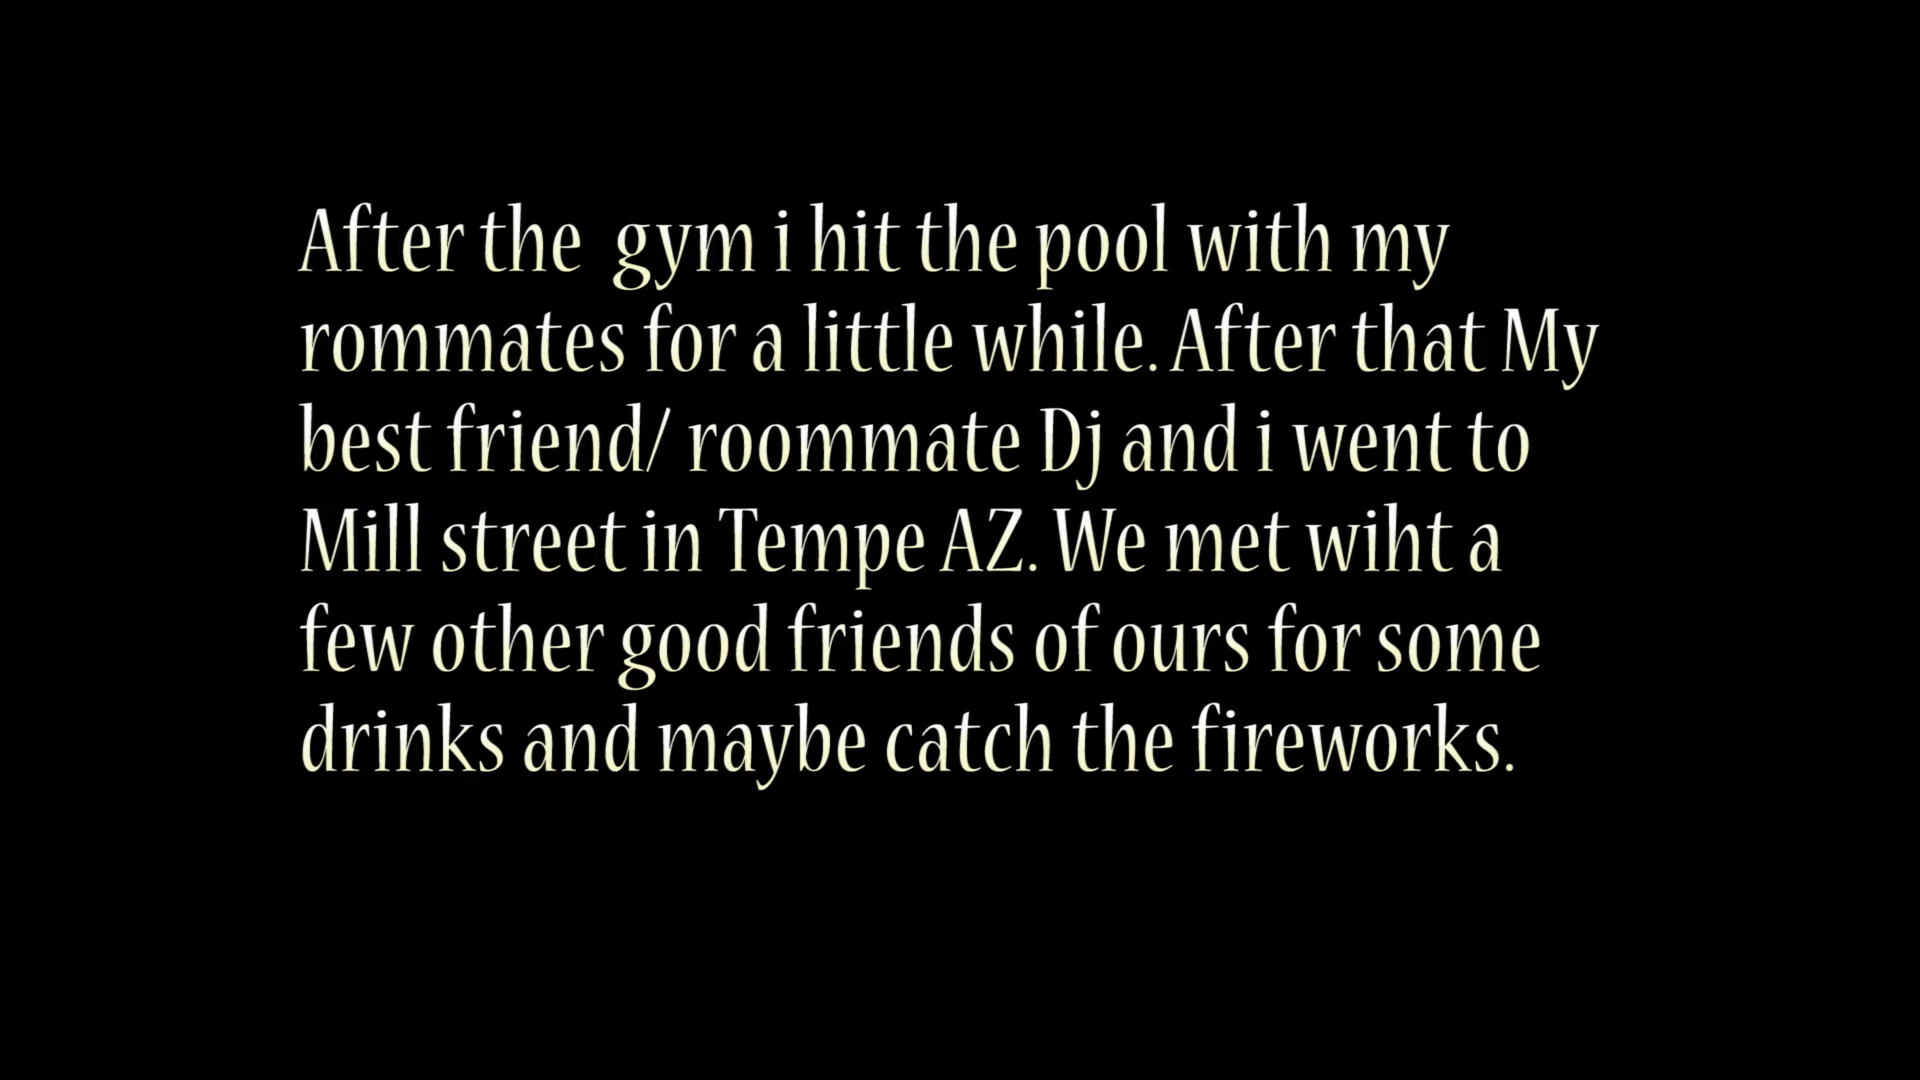 After the  gym i hit the pool with my
rommates for a little while. After that My
best friend/ roommate Dj and i went to
Mill street in Tempe AZ. We met wiht a
few other good friends of ours for some
drinks and maybe catch the fireworks.